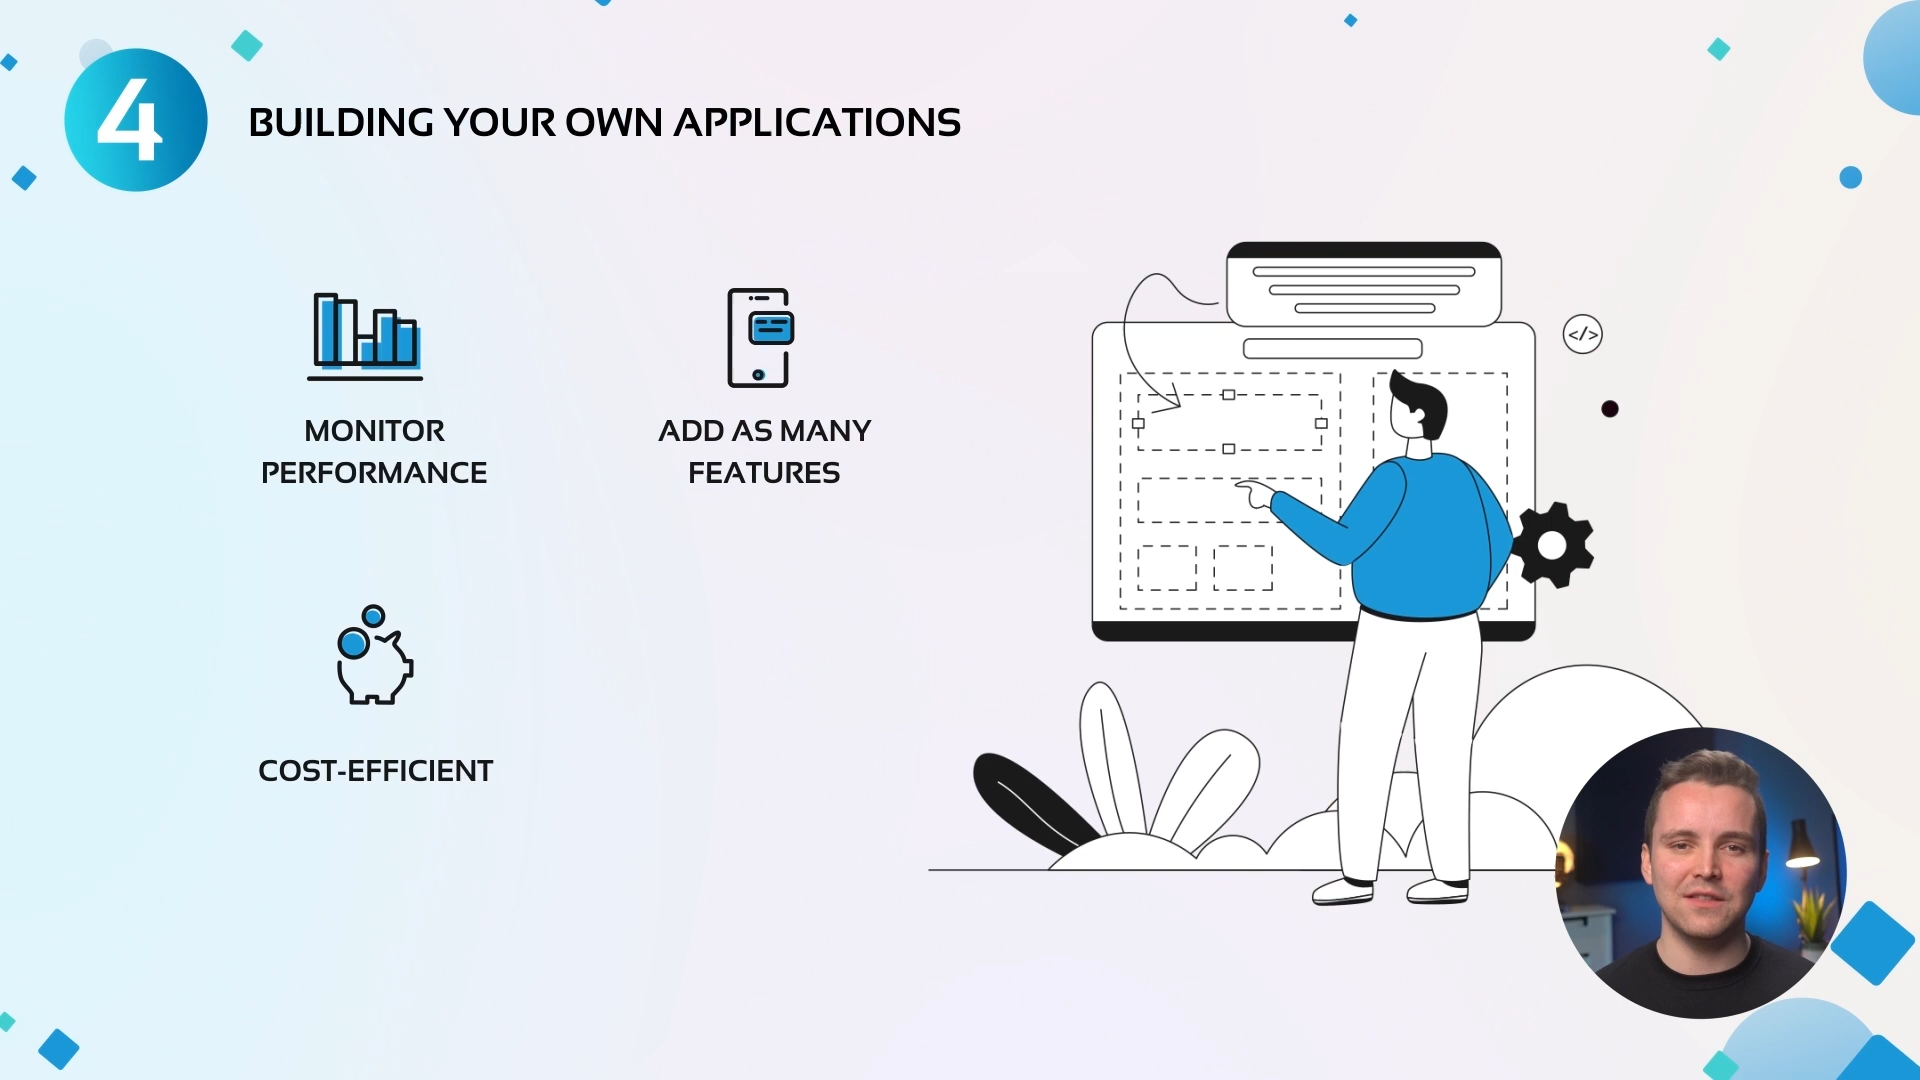 4
BUILDING YOUR OWN APPLICATIONS
MONITOR
PERFORMANCE
ADD AS MANY
FEATURES
</>
COST-EFFICIENT